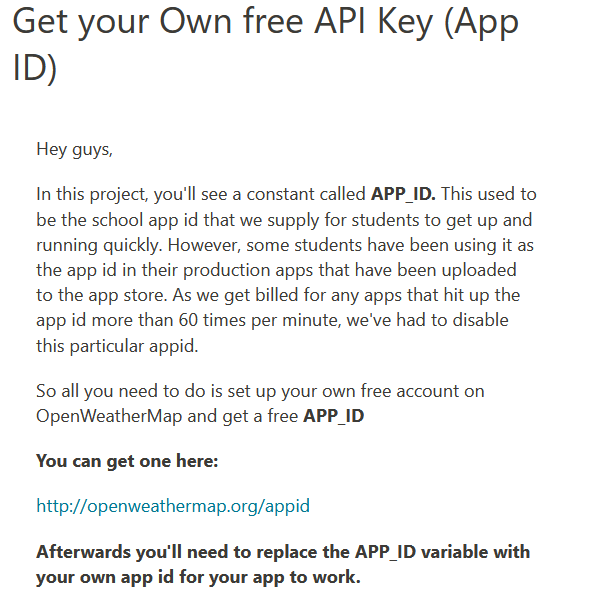 Get your Own free API Key (App
ID)
Hey guys,
In this project, you'll see a constant called APP_ID. This used to
be the school app id that we supply for students to get up and
running quickly. However, some students have been using it as
the app id in their production apps that have been uploaded
to the app store. As we get billed for any apps that hit up the
app id more than 60 times per minute, we've had to disable
this particular appid.
So all you need to do is set up your own free account on
OpenWeatherMap and get a free APP_ID
You can get one here:
http://openweathermap.org/appid
Afterwards you'll need to replace the APP_ID variable with
your own app id for your app to work.